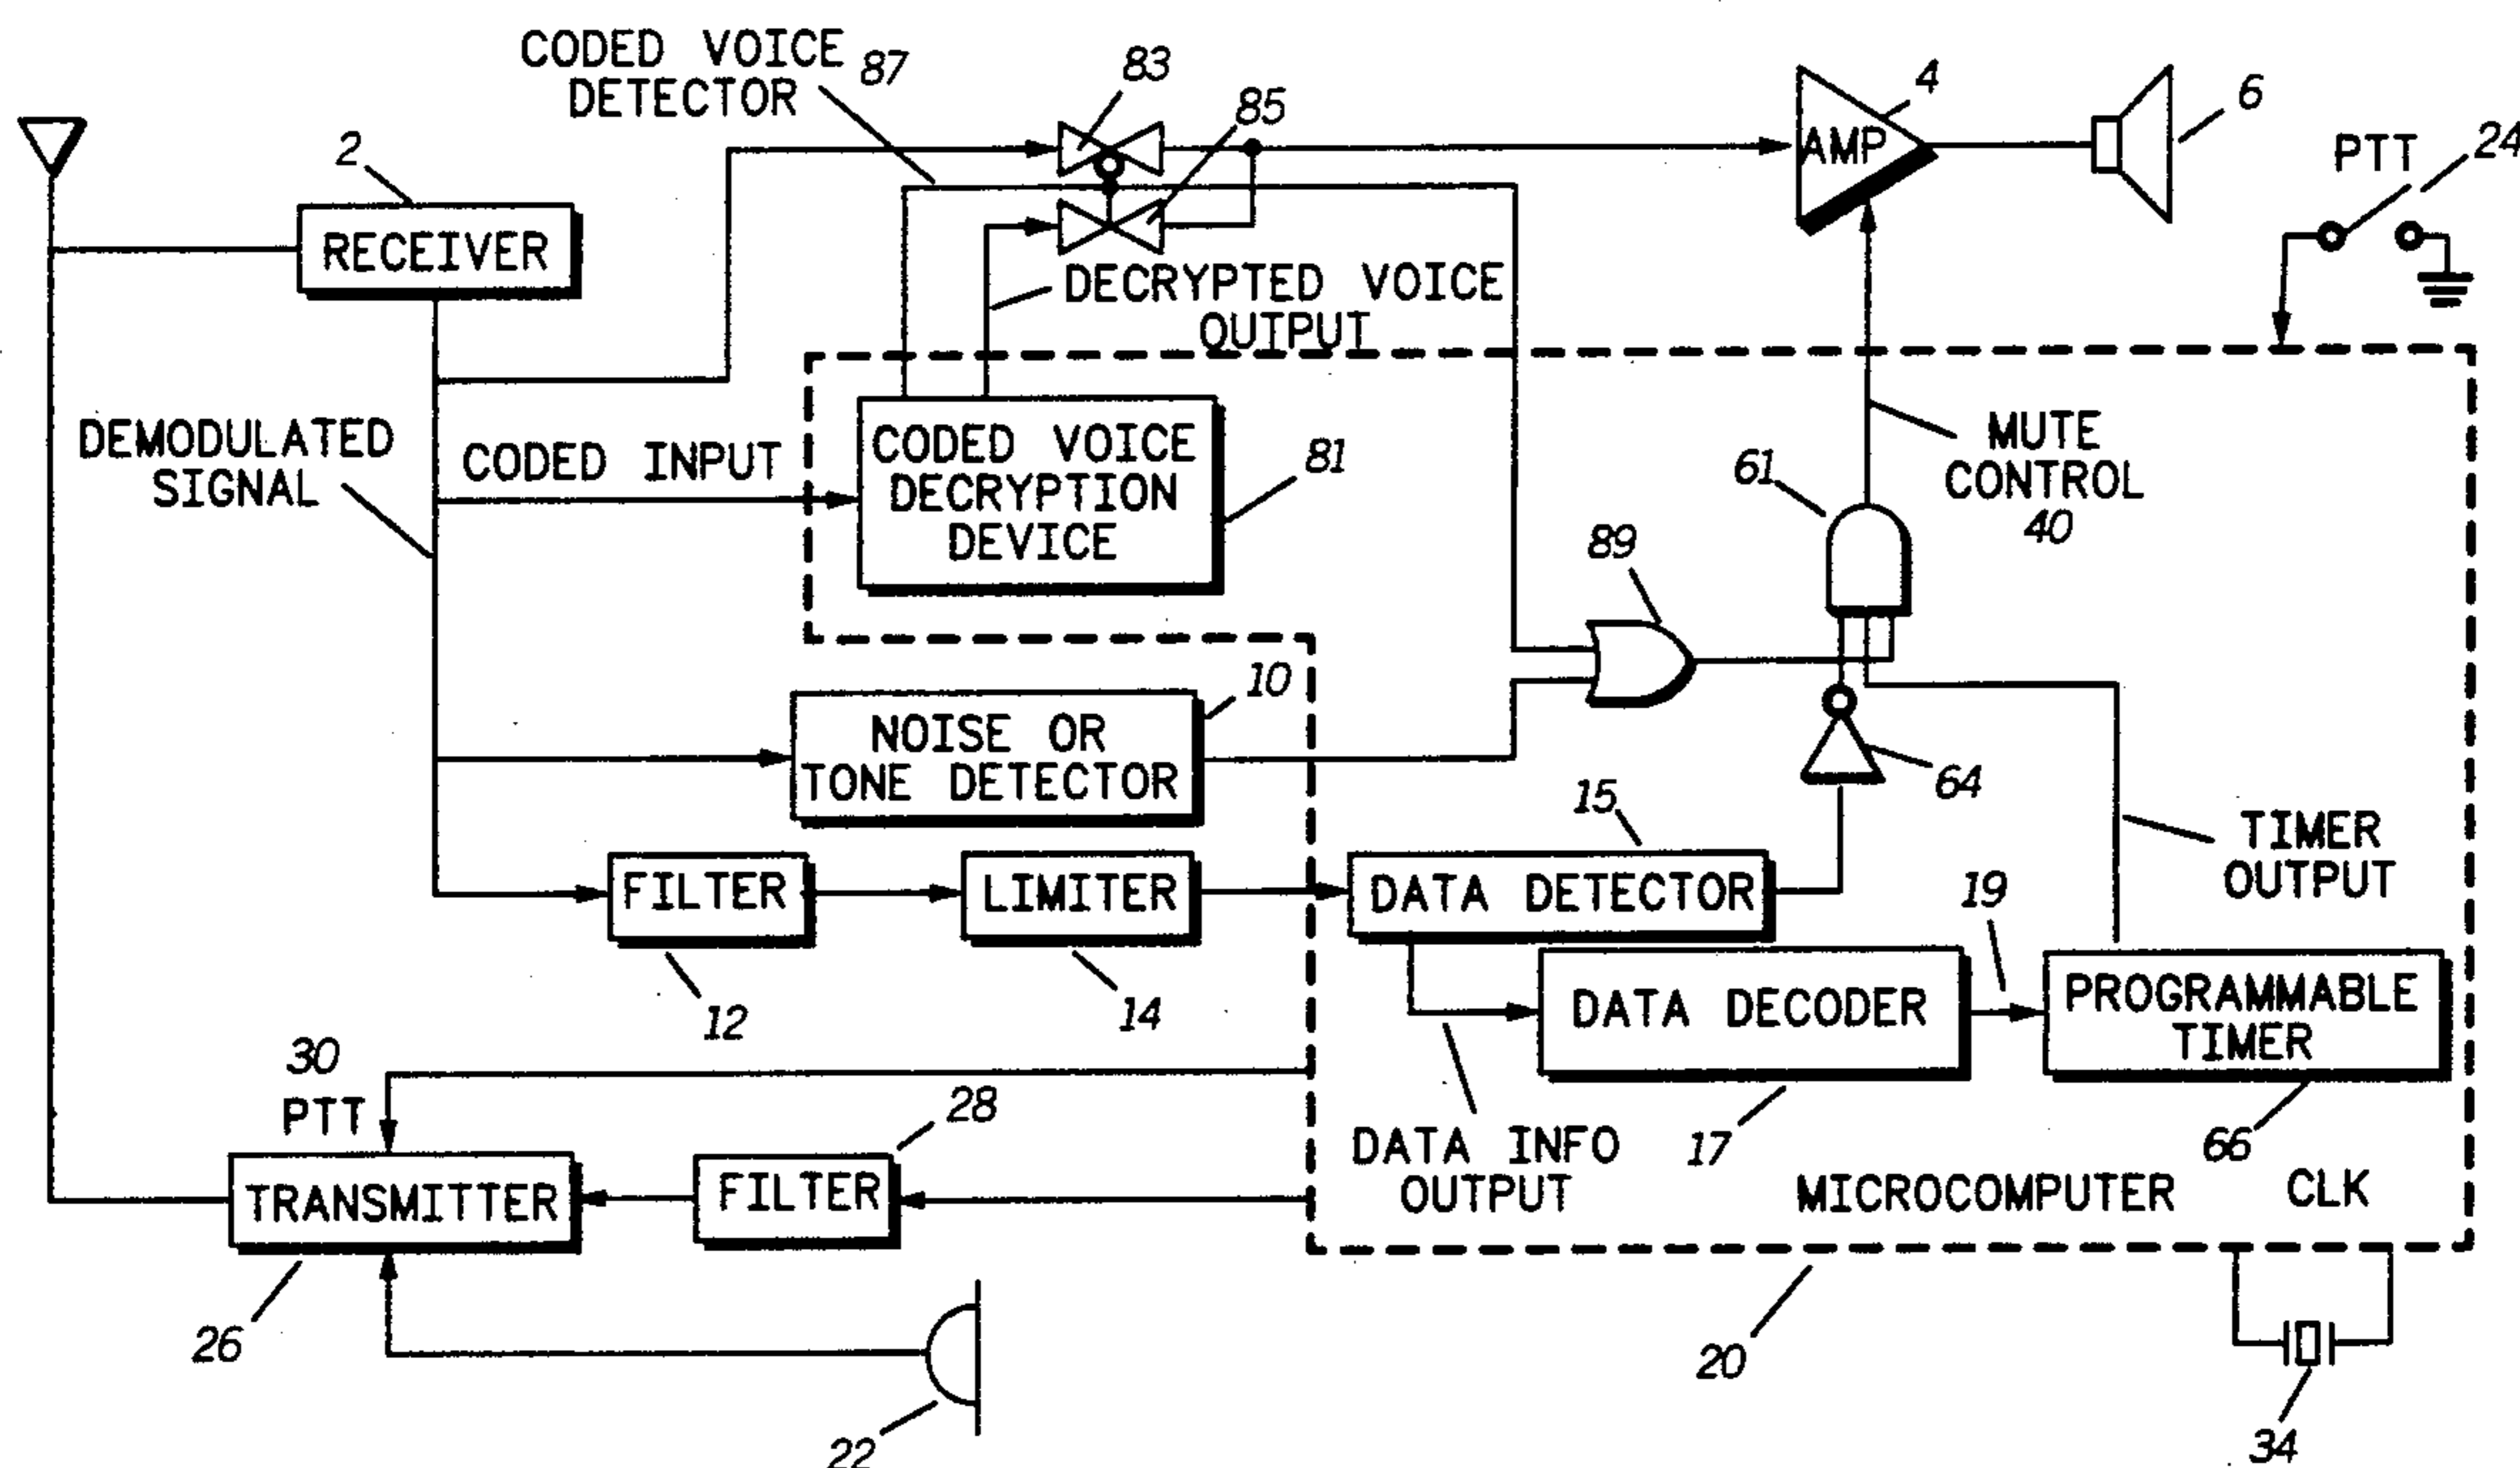 CODED VOICE
DETECTOR
87
83
85
4
AMP
6
PTT
24
2
RECEIVER
DECRYPTED VOICE
OUTPUT
DEMODULATED
SIGNAL
CODED INPUT
CODED VOICE
DECRYPTION
DEVICE
81
61
MUTE
CONTROL
40
89
10
NOISE OR
TONE DETECTOR
64
15
TIMER
OUTPUT
FILTER
12
LIMITER
14
DATA DETECTOR
19
DATA DECODER
17
PROGRAMMABLE
TIMER
66
30
PTT
28
TRANSMITTER
26
FILTER
DATA INFO
OUTPUT
MICROCOMPUTER
CLK
20
22
34